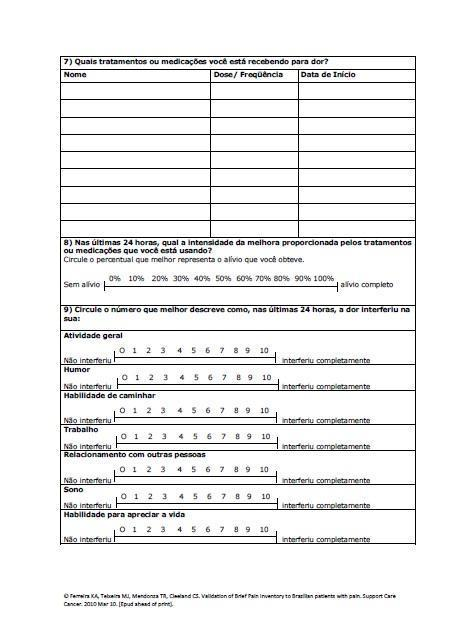 7) Quais tratamentos ou medicações você está recebendo para dor?
Nome Dose/ Freqüência Data de Início
8) Nas últimas 24 horas, qual a intensidade da melhora proporcionada pelos tratamentos
ou medicações que você está usando?
Circule o percentual que melhor representa o alívio que você obteve.
0% 10% 20% 30% 40% 50% 60% 70% 80% 90% 100%
Sem alívio alívio completo
9) Circule o número que melhor descreve como, nas últimas 24 horas, a dor interferiu na
sua:
Atividade geral
O 1 2 3 4 5 6 7 8 9 10
Não interferiu interferiu completamente
Humor
O 1 2 3 4 5 6 7 8 9 10
Não interferiu interferiu completamente
Habilidade de caminhar
O 1 2 3 4 5 6 7 8 9 10
Não interferiu interferiu completamente
Trabalho
O 1 2 3 4 5 6 7 8 9 10
Não interferiu interferiu completamente
Relacionamento com outras pessoas
O 1 2 3 4 5 6 7 8 9 10
Não interferiu interferiu completamente
Sono
O 1 2 3 4 5 6 7 8 9 10
Não interferiu interferiu completamente
Habilidade para apreciar a vida
O 1 2 3 4 5 6 7 8 9 10
Não interferiu interferiu completamente
© Ferreira KA, Teixeira MJ, Mendonza TR, Cleeland CS. Validation of Brief Pain Inventory to Brazilian patients with pain. Support Care
Cancer. 2010 Mar 10. [Epud ahead of print].